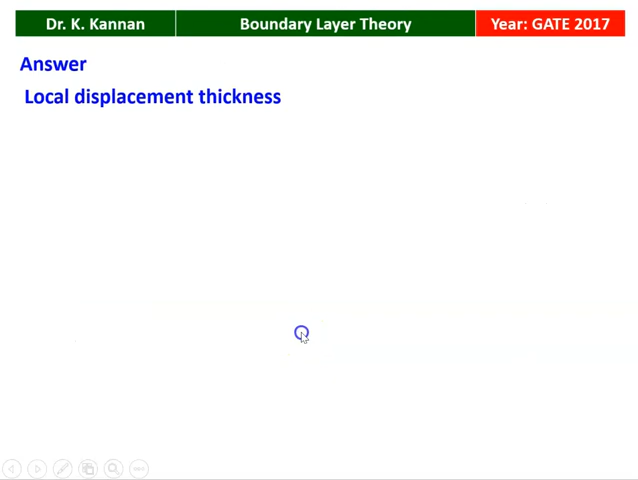 Dr. K. Kannan Boundary Layer Theory Year: GATE 2017
Answer
Local displacement thickness